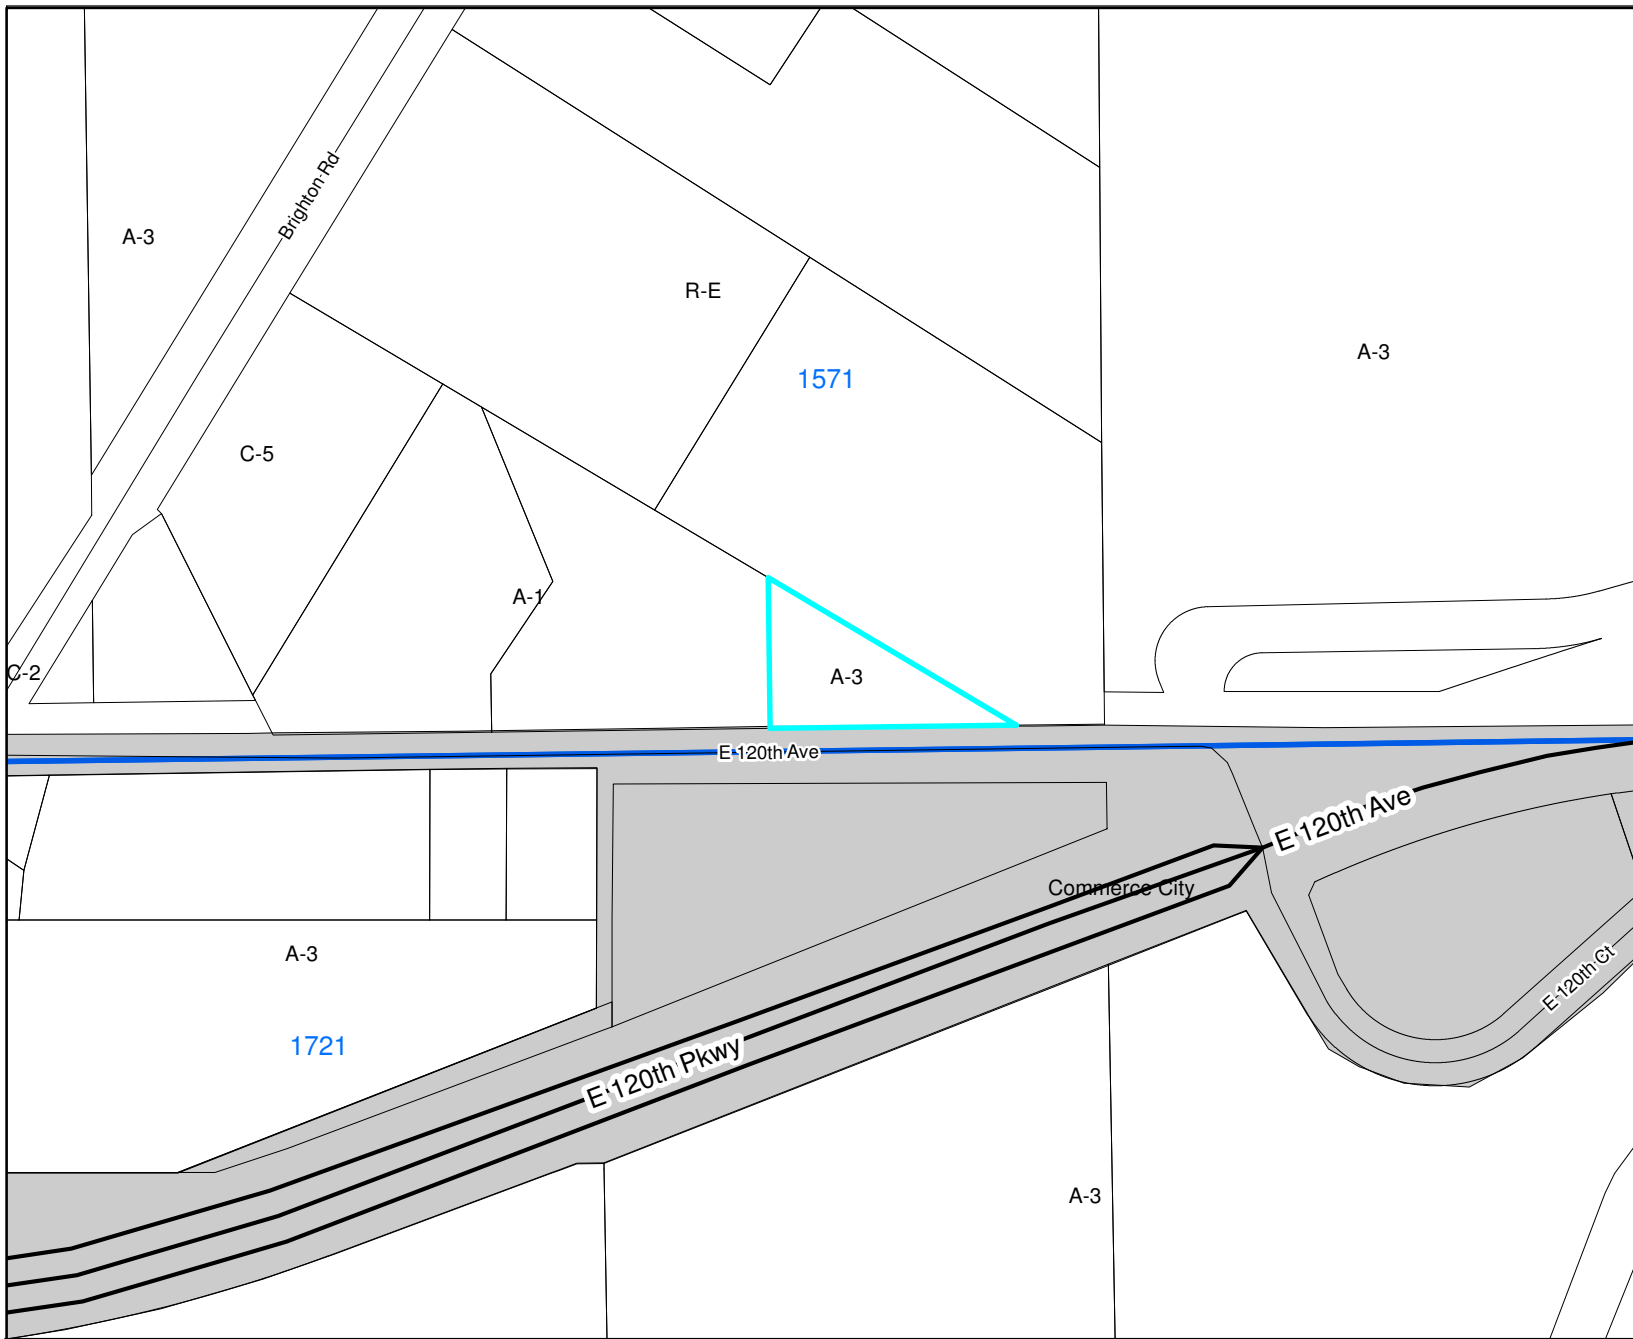 Brighton Rd
A-3
R-E
A-3
1571
C-5
A-1
C-2
A-3
E 120th Ave
E 120th Ave
Commerce City
A-3
E 120th Ct
1721
E 120th Pkwy
A-3